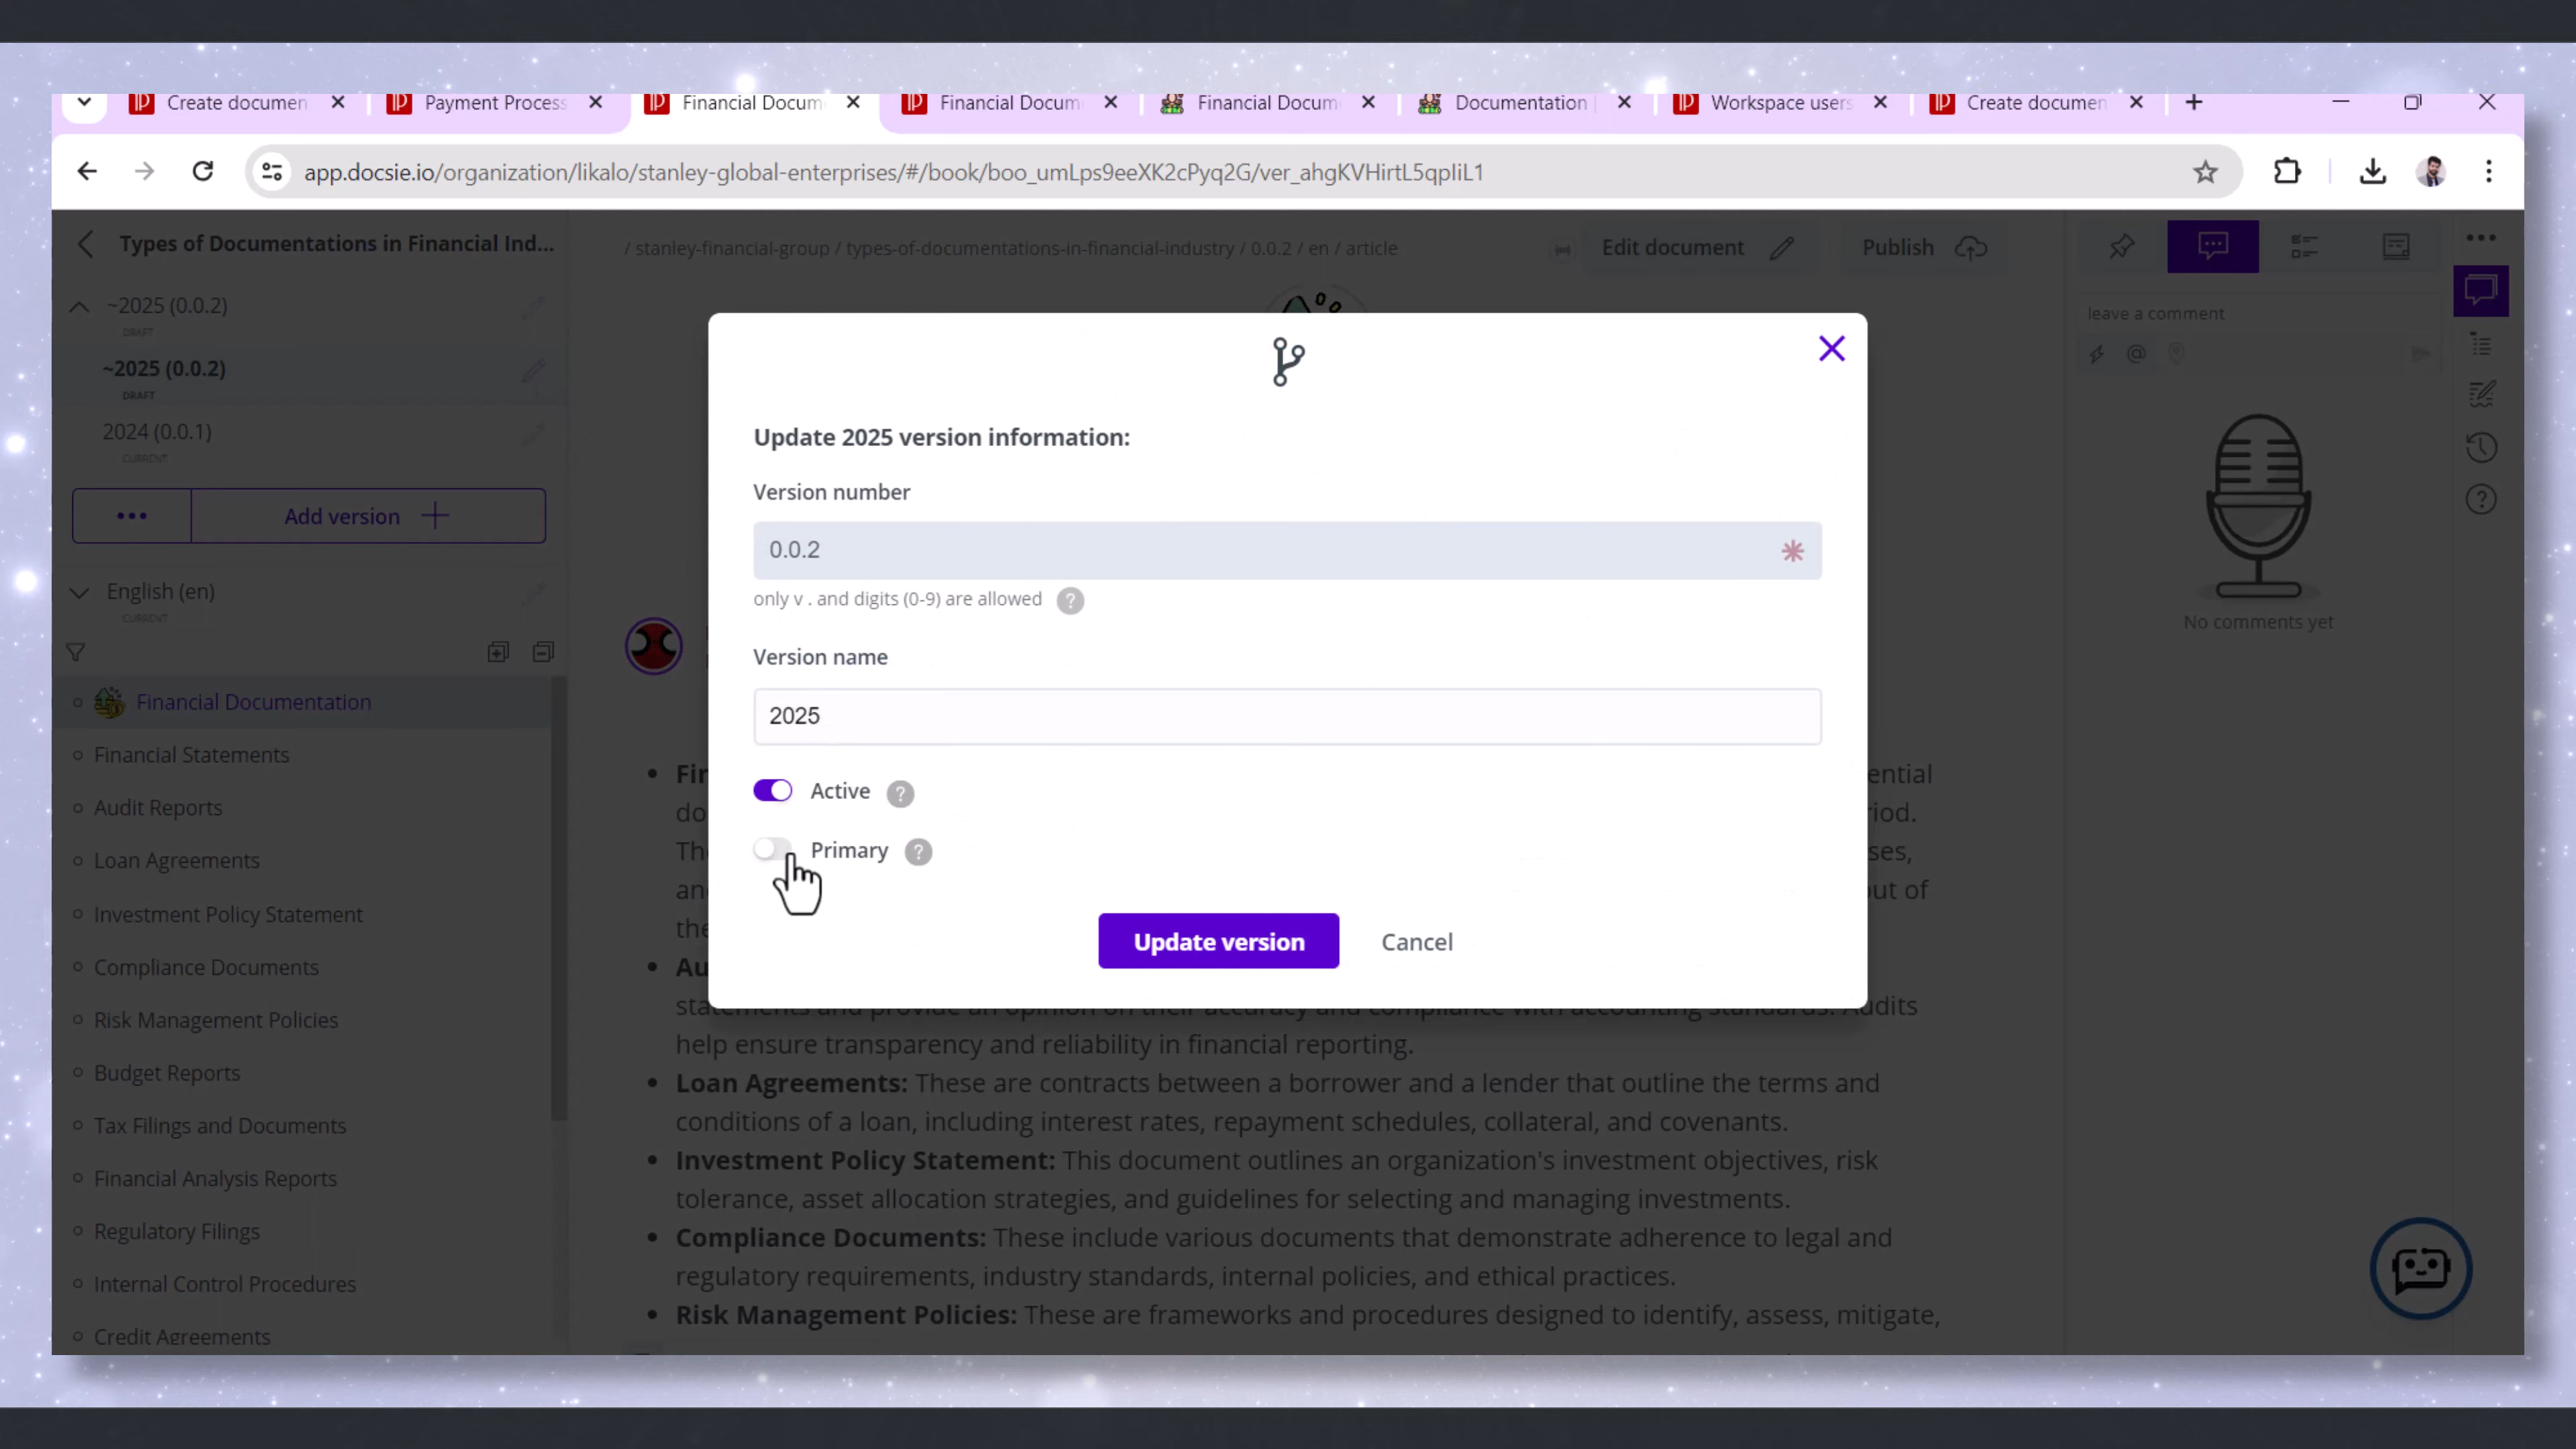 Create documen
Payment Process
Financial Docum
Financial Docum
Financial Docum
Documentation
Workspace users
Create documen
app.docsie.io/organization/likalo/stanley-global-enterprises/#/book/boo_umLps9eeXK2cPyq2G/ver_ahgKVHirtL5qpIiL1
Types of Documentations in Financial Ind...
~2025 (0.0.2)
DRAFT
~2025 (0.0.2)
DRAFT
2024 (0.0.1)
CURRENT
Add version
English (en)
CURRENT
Financial Documentation
Financial Statements
Audit Reports
Loan Agreements
Investment Policy Statement
Compliance Documents
Risk Management Policies
Budget Reports
Tax Filings and Documents
Financial Analysis Reports
Regulatory Filings
Internal Control Procedures
Credit Agreements
/ stanley-financial-group / types-of-documentations-in-financial-industry / 0.0.2 / en / article
Edit document
Publish
Update 2025 version information:
Version number
0.0.2
only v . and digits (0-9) are allowed
Version name
2025
Active
Primary
Update version
Cancel
help ensure transparency and reliability in financial reporting.
Loan Agreements: These are contracts between a borrower and a lender that outline the terms and
conditions of a loan, including interest rates, repayment schedules, collateral, and covenants.
Investment Policy Statement: This document outlines an organization's investment objectives, risk
tolerance, asset allocation strategies, and guidelines for selecting and managing investments.
Compliance Documents: These include various documents that demonstrate adherence to legal and
regulatory requirements, industry standards, internal policies, and ethical practices.
Risk Management Policies: These are frameworks and procedures designed to identify, assess, mitigate,
leave a comment
No comments yet